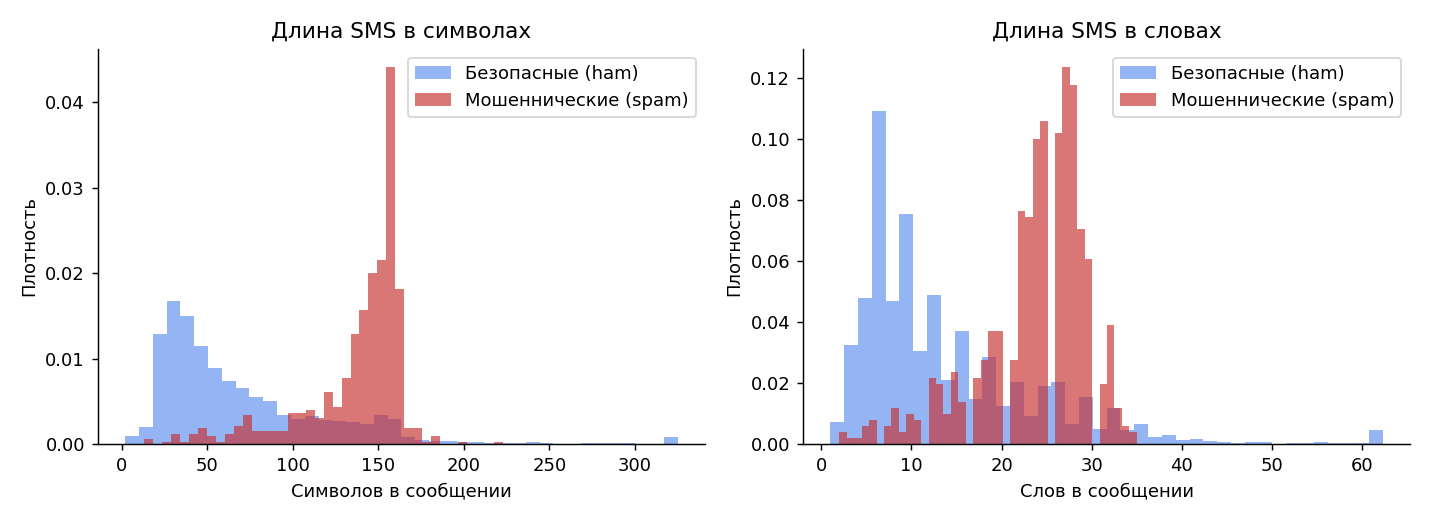 Длина SMS в символах
Безопасные (ham)
Мошеннические (spam)
Плотность
0.04
0.03
0.02
0.01
0.00
0
50
100
150
200
250
300
Символов в сообщении
Длина SMS в словах
Безопасные (ham)
Мошеннические (spam)
Плотность
0.12
0.10
0.08
0.06
0.04
0.02
0.00
0
10
20
30
40
50
60
Слов в сообщении